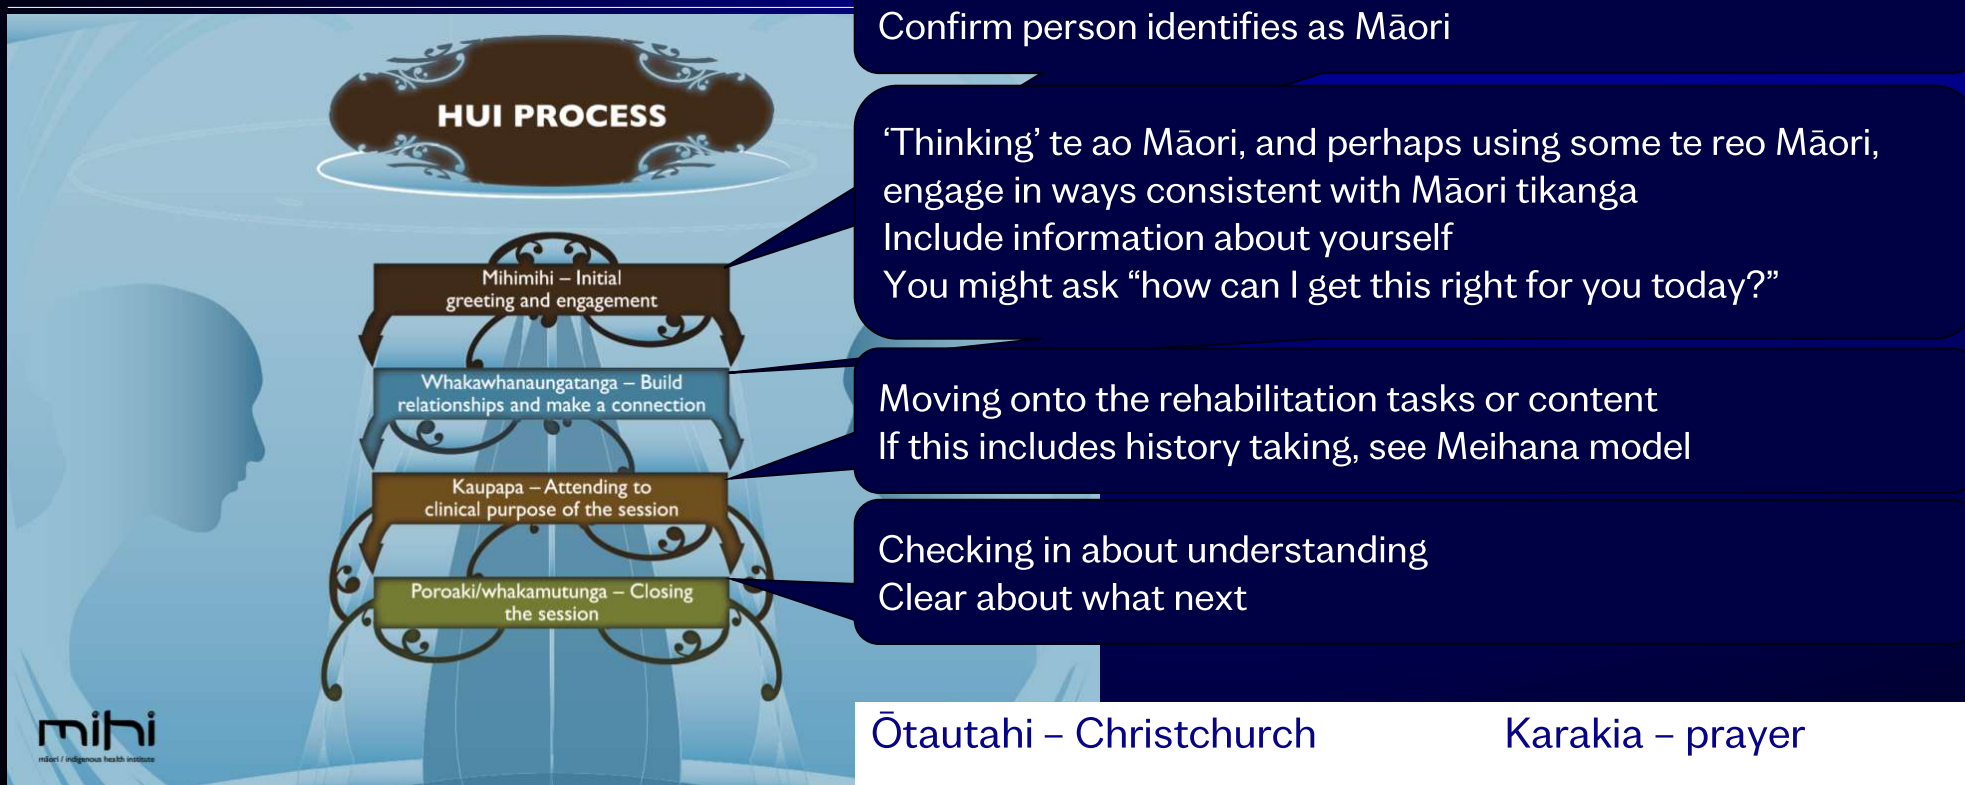 HUI PROCESS
Mihimihi – Initial
greeting and engagement
Whakawhanaungatanga – Build
relationships and make a connection
Kaupapa – Attending to
clinical purpose of the session
Poroaki/whakamutunga – Closing
the session
mihi
māori / indigenous health institute
Confirm person identifies as Māori
‘Thinking’ te ao Māori, and perhaps using some te reo Māori,
engage in ways consistent with Māori tikanga
Include information about yourself
You might ask “how can I get this right for you today?”
Moving onto the rehabilitation tasks or content
If this includes history taking, see Meihana model
Checking in about understanding
Clear about what next
Ōtautahi – Christchurch
Karakia – prayer